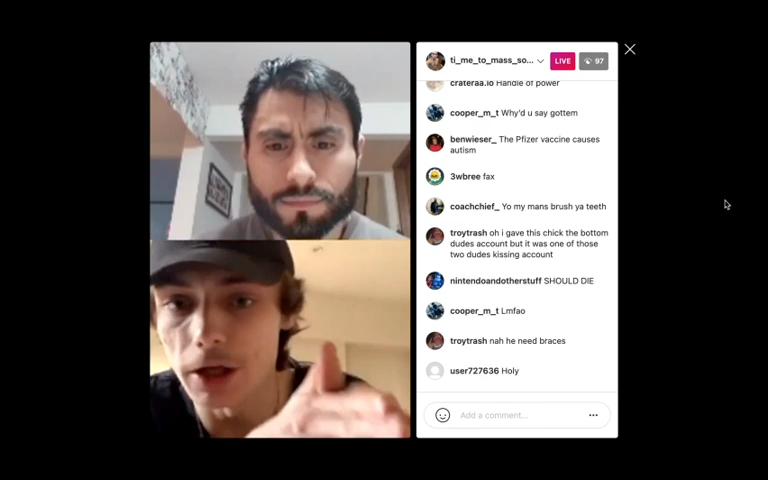 ti_me_to_mass_so...
LIVE
97
crateraa.io Handle of power
cooper_m_t Why'd u say gottem
benwieser_ The Pfizer vaccine causes
autism
3wbree fax
coachchief_ Yo my mans brush ya teeth
troytrash oh i gave this chick the bottom
dudes account but it was one of those
two dudes kissing account
nintendoandotherstuff SHOULD DIE
cooper_m_t Lmfao
troytrash nah he need braces
user727636 Holy
Add a comment...